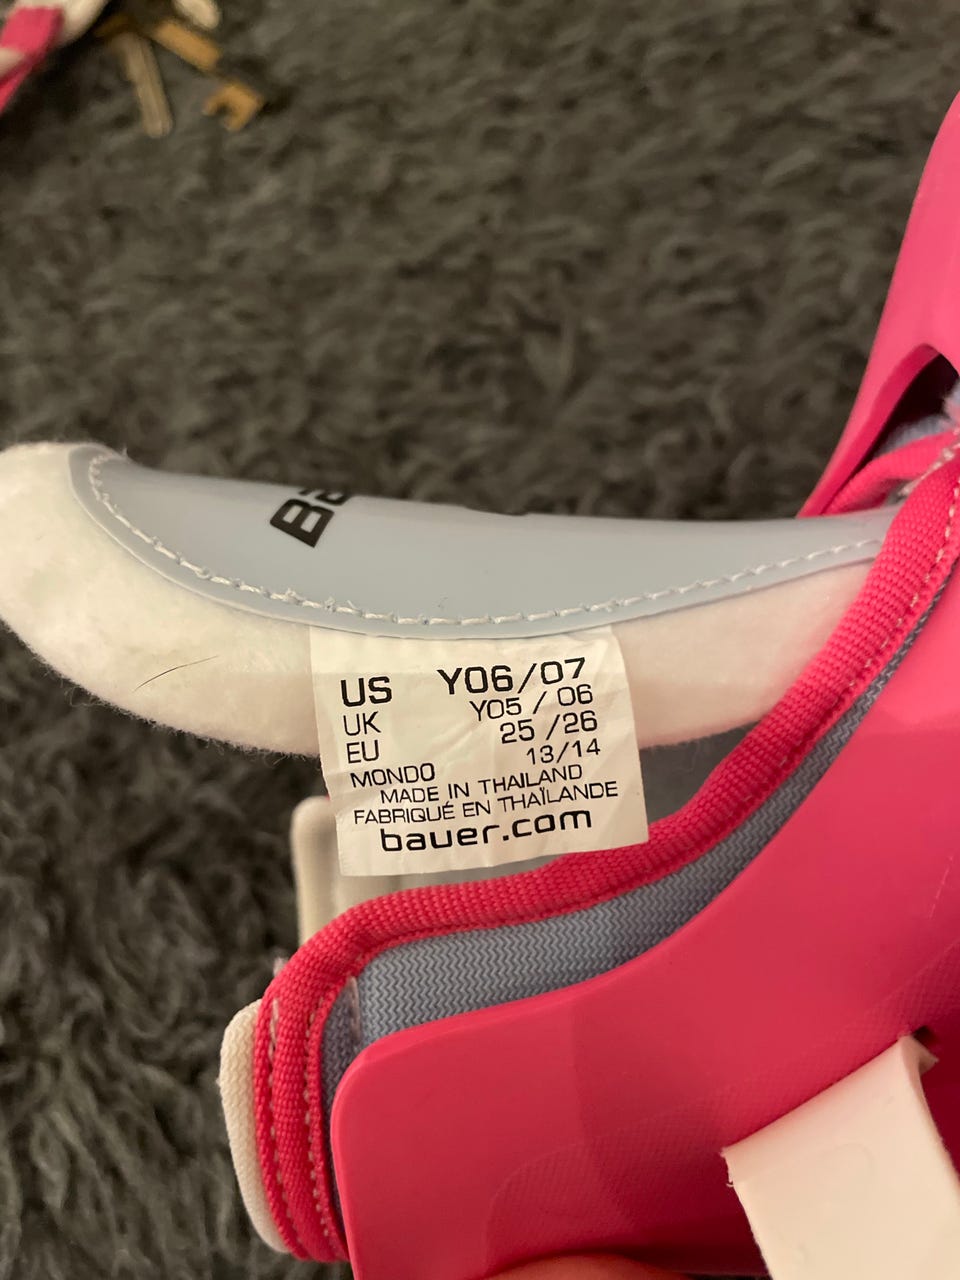 US Y06/07
UK Y05 / 06
EU 25 /26
MONDO 13/14
MADE IN THAILAND
FABRIQUÉ EN THAÏLANDE
bauer.com